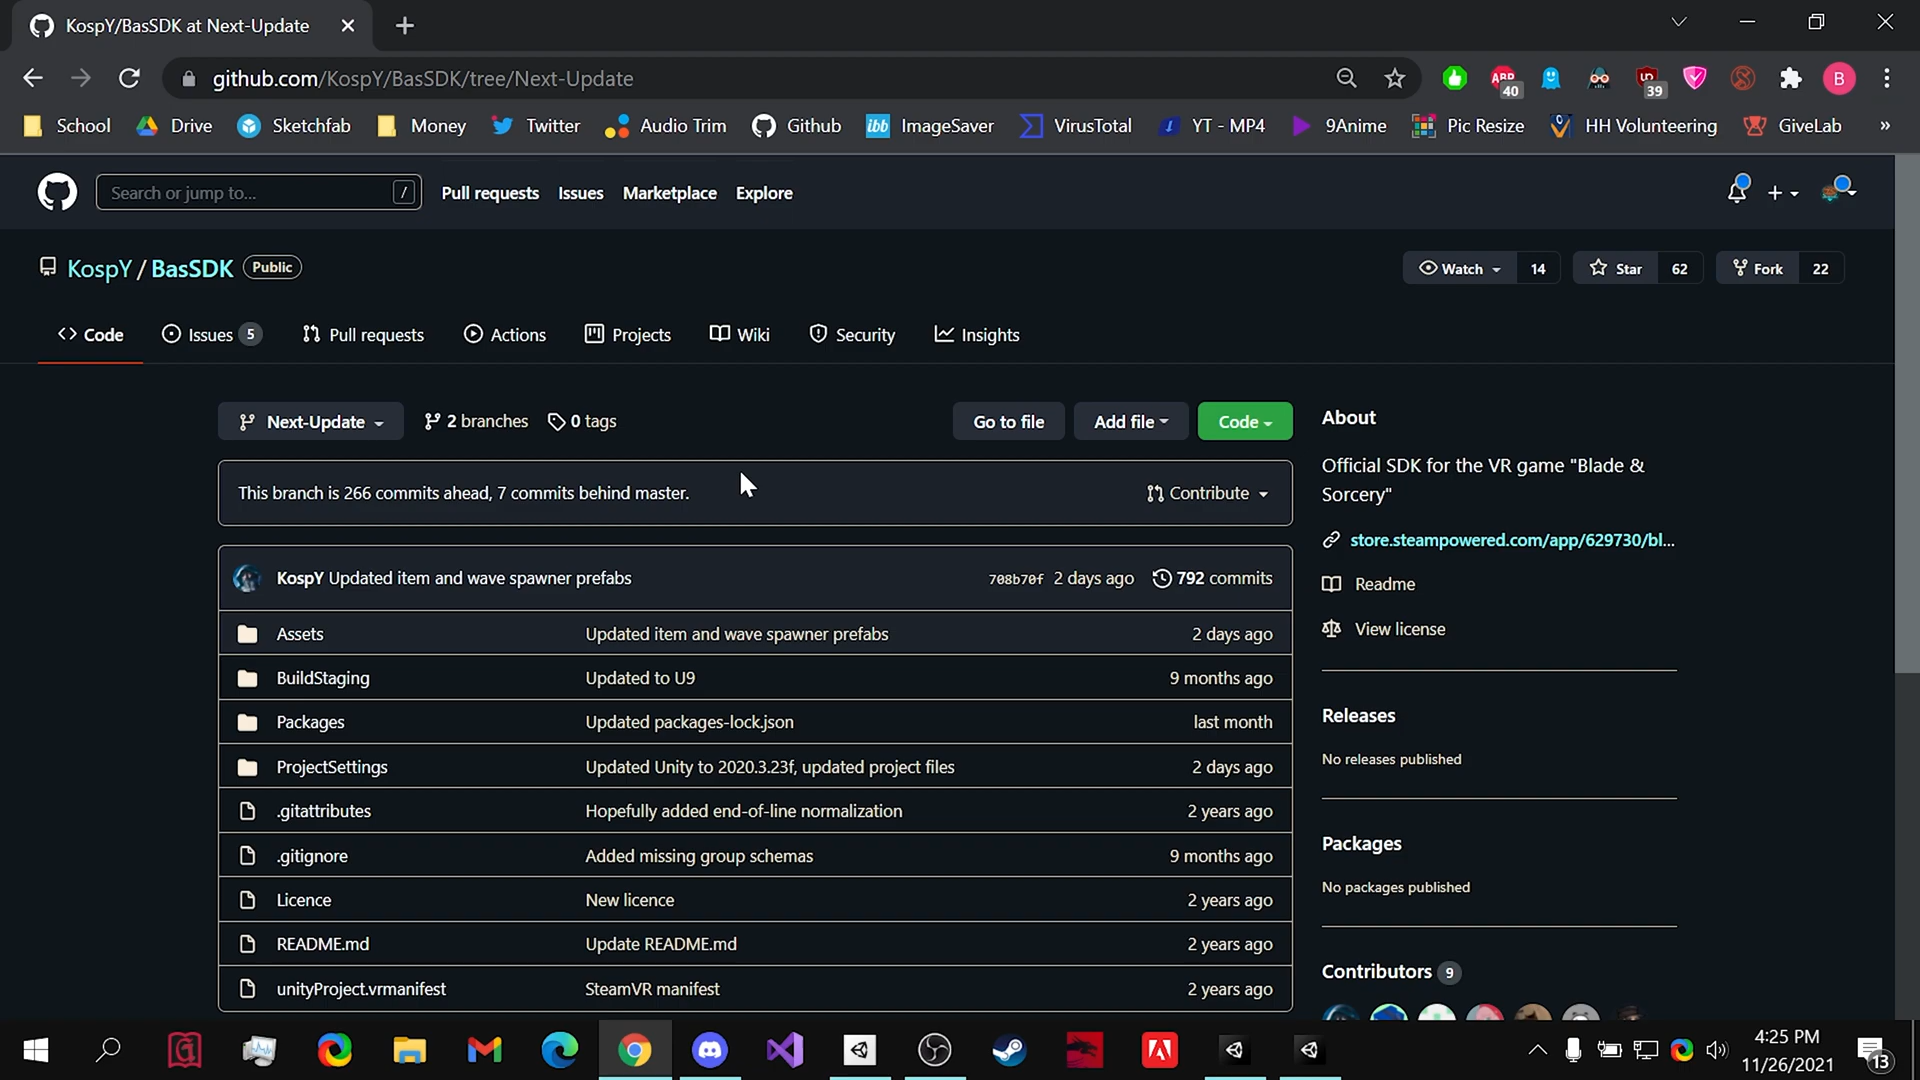 KospY/BasSDK at Next-Update
github.com/KospY/BasSDK/tree/Next-Update
ABP 40
39
B
School Drive Sketchfab Money Twitter Audio Trim Github ibb ImageSaver VirusTotal YT - MP4 9Anime Pic Resize HH Volunteering GiveLab »
Search or jump to... /
Pull requests Issues Marketplace Explore
KospY / BasSDK Public
Watch 14 Star 62 Fork 22
Code Issues 5 Pull requests Actions Projects Wiki Security Insights
Next-Update 2 branches 0 tags Go to file Add file Code
This branch is 266 commits ahead, 7 commits behind master. Contribute
KospY Updated item and wave spawner prefabs 708b70f 2 days ago 792 commits
Assets Updated item and wave spawner prefabs 2 days ago
BuildStaging Updated to U9 9 months ago
Packages Updated packages-lock.json last month
ProjectSettings Updated Unity to 2020.3.23f, updated project files 2 days ago
.gitattributes Hopefully added end-of-line normalization 2 years ago
.gitignore Added missing group schemas 9 months ago
Licence New licence 2 years ago
README.md Update README.md 2 years ago
unityProject.vrmanifest SteamVR manifest 2 years ago
About
Official SDK for the VR game "Blade &
Sorcery"
store.steampowered.com/app/629730/bl...
Readme
View license
Releases
No releases published
Packages
No packages published
Contributors 9
4:25 PM
11/26/2021
13